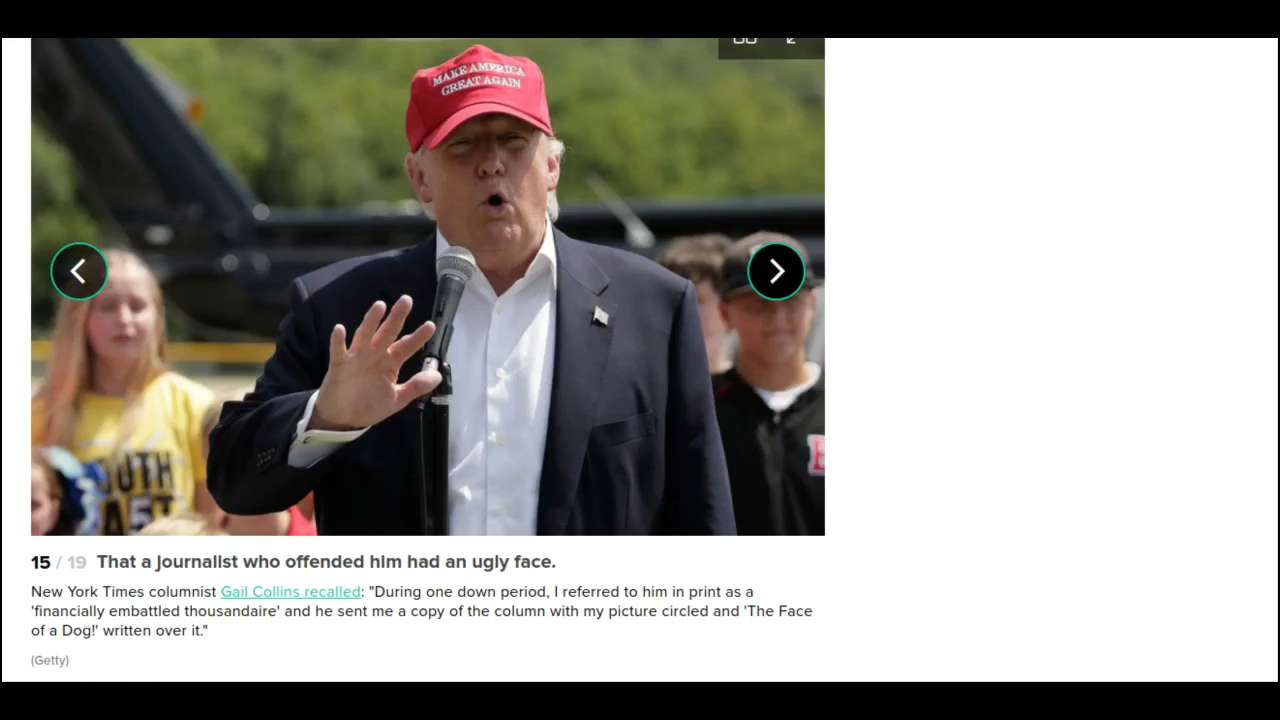 MAKE AMERICA
GREAT AGAIN
15 / 19 That a journalist who offended him had an ugly face.
New York Times columnist Gail Collins recalled: "During one down period, I referred to him in print as a
'financially embattled thousandaire' and he sent me a copy of the column with my picture circled and 'The Face
of a Dog!' written over it."
(Getty)